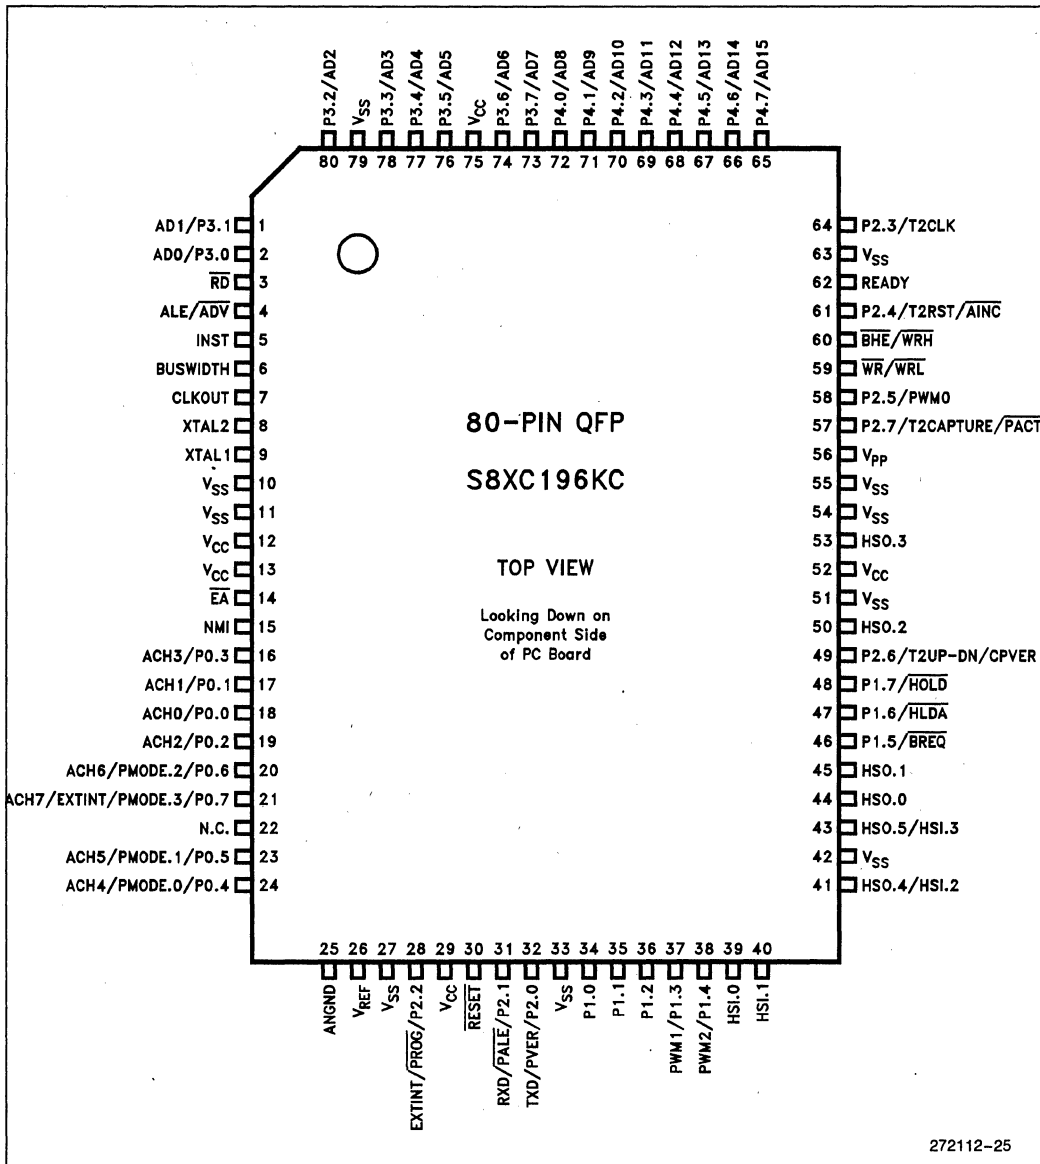 P3.2/AD2
VSS
P3.3/AD3
P3.4/AD4
P3.5/AD5
VCC
P3.6/AD6
P3.7/AD7
P4.0/AD8
P4.1/AD9
P4.2/AD10
P4.3/AD11
P4.4/AD12
P4.5/AD13
P4.6/AD14
P4.7/AD15
80 79 78 77 76 75 74 73 72 71 70 69 68 67 66 65
AD1/P3.1 1
AD0/P3.0 2
RD 3
ALE/ADV 4
INST 5
BUSWIDTH 6
CLKOUT 7
XTAL2 8
XTAL1 9
VSS 10
VSS 11
VCC 12
VCC 13
EA 14
NMI 15
ACH3/P0.3 16
ACH1/P0.1 17
ACH0/P0.0 18
ACH2/P0.2 19
ACH6/PMODE.2/P0.6 20
ACH7/EXTINT/PMODE.3/P0.7 21
N.C. 22
ACH5/PMODE.1/P0.5 23
ACH4/PMODE.0/P0.4 24
80-PIN QFP
S8XC196KC
TOP VIEW
Looking Down on
Component Side
of PC Board
64 P2.3/T2CLK
63 VSS
62 READY
61 P2.4/T2RST/AINC
60 BHE/WRH
59 WR/WRL
58 P2.5/PWM0
57 P2.7/T2CAPTURE/PACT
56 VPP
55 VSS
54 VSS
53 HSO.3
52 VCC
51 VSS
50 HSO.2
49 P2.6/T2UP-DN/CPVER
48 P1.7/HOLD
47 P1.6/HLDA
46 P1.5/BREQ
45 HSO.1
44 HSO.0
43 HSO.5/HSI.3
42 VSS
41 HSO.4/HSI.2
25 26 27 28 29 30 31 32 33 34 35 36 37 38 39 40
ANGND
VREF
VSS
EXTINT/PROG/P2.2
VCC
RESET
RXD/PALE/P2.1
TXD/PVER/P2.0
VSS
P1.0
P1.1
P1.2
PWM1/P1.3
PWM2/P1.4
HSI.0
HSI.1
272112-25